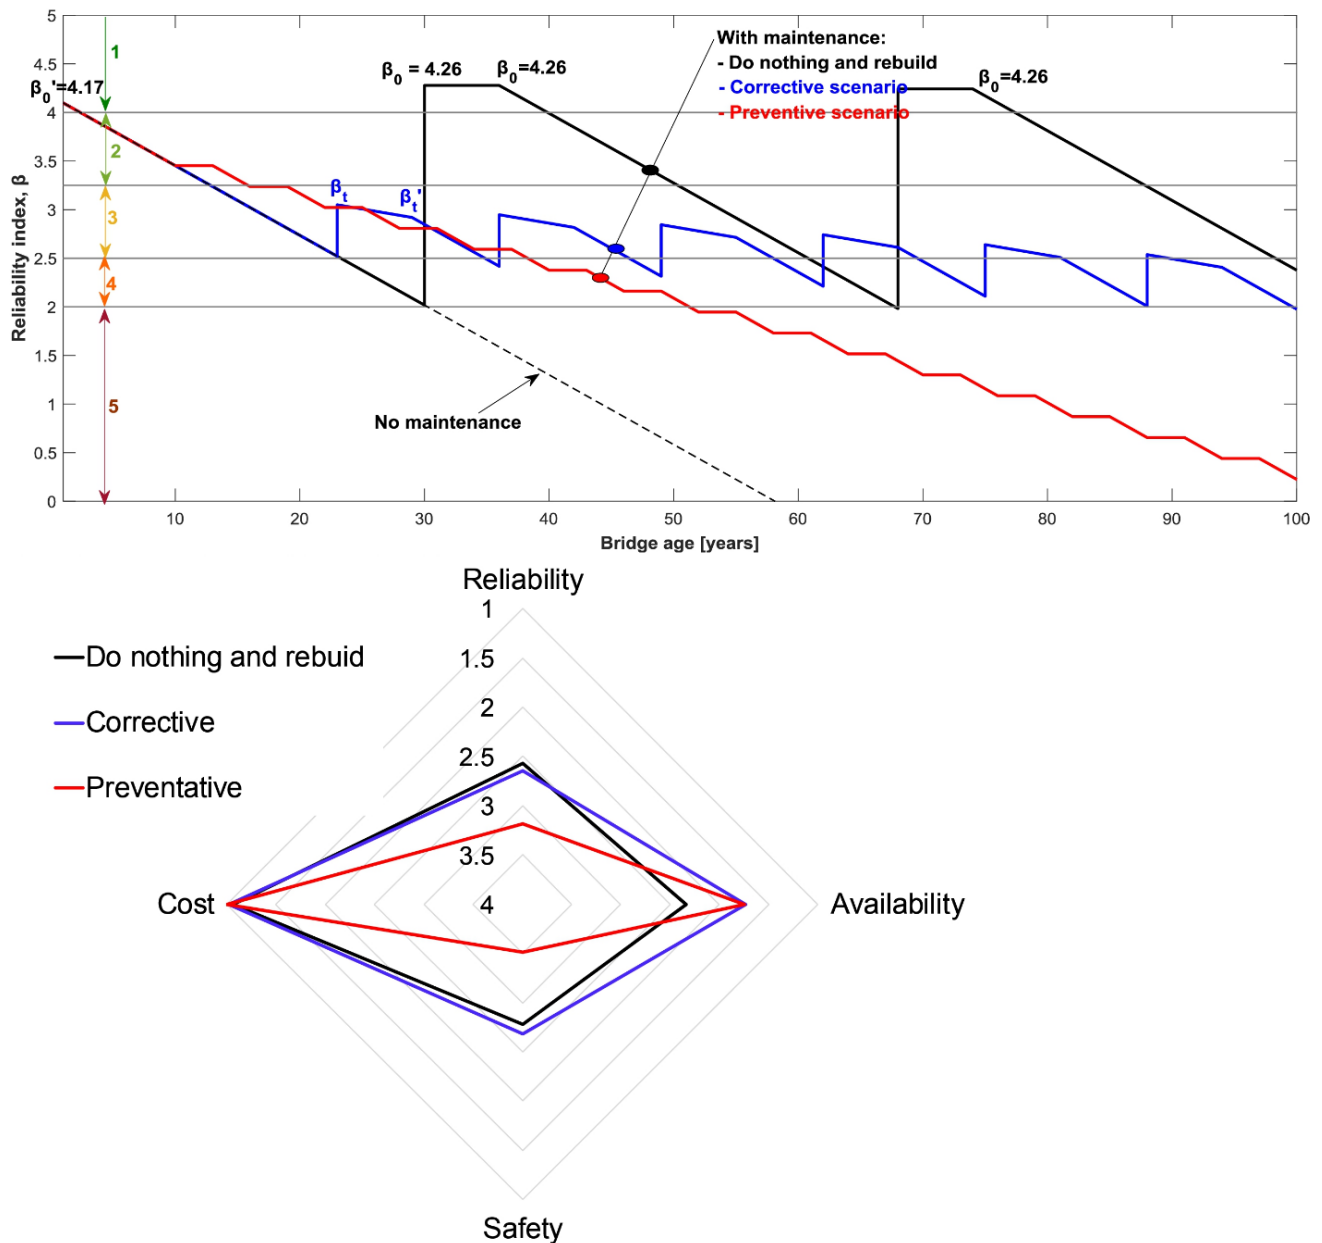 5
4.5
4
3.5
3
2.5
2
1.5
1
0.5
0
Reliability index, β
1
2
3
4
5
β0'=4.17
β0 = 4.26
β0=4.26
β0=4.26
βt
βt'
With maintenance:
- Do nothing and rebuild
- Corrective scenario
- Preventive scenario
No maintenance
10 20 30 40 50 60 70 80 90 100
Bridge age [years]
Reliability
Do nothing and rebuid
Corrective
Preventative
1
1.5
2
2.5
3
3.5
4
Cost
Availability
Safety